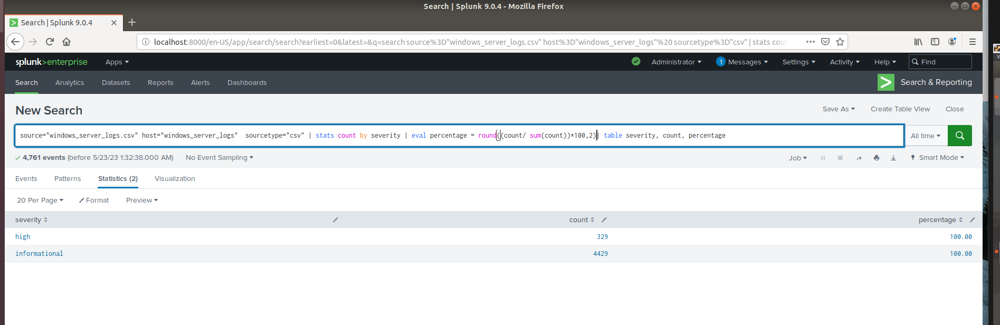 Search | Splunk 9.0.4 - Mozilla Firefox
Search | Splunk 9.0.4
localhost:8000/en-US/app/search/search?earliest=0&latest=&q=search source%3D"windows_server_logs.csv" host%3D"windows_server_logs"%20 sourcetype%3D"csv" | stats cou
splunk>enterprise Apps Administrator 1 Messages Settings Activity Help Find
Search Analytics Datasets Reports Alerts Dashboards Search & Reporting
New Search Save As Create Table View Close
source="windows_server_logs.csv" host="windows_server_logs" sourcetype="csv" | stats count by severity | eval percentage = round((count/ sum(count))*100,2)| table severity, count, percentage All time
4,761 events (before 5/23/23 1:32:38.000 AM) No Event Sampling Job Smart Mode
Events Patterns Statistics (2) Visualization
20 Per Page Format Preview
severity count percentage
high 329 100.00
informational 4429 100.00